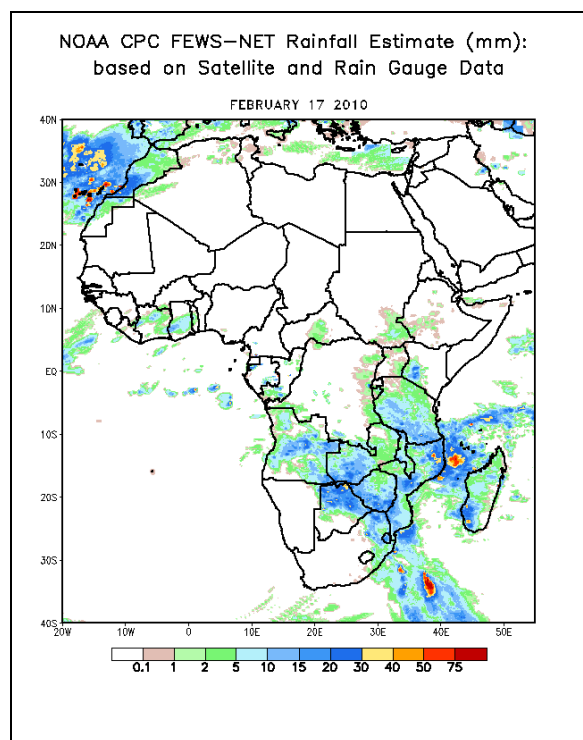 NOAA CPC FEWS-NET Rainfall Estimate (mm):
based on Satellite and Rain Gauge Data
FEBRUARY 17 2010
40N
30N
20N
10N
EQ
10S
20S
30S
40S
20W 10W 0 10E 20E 30E 40E 50E
0.1 1 2 5 10 15 20 30 40 50 75